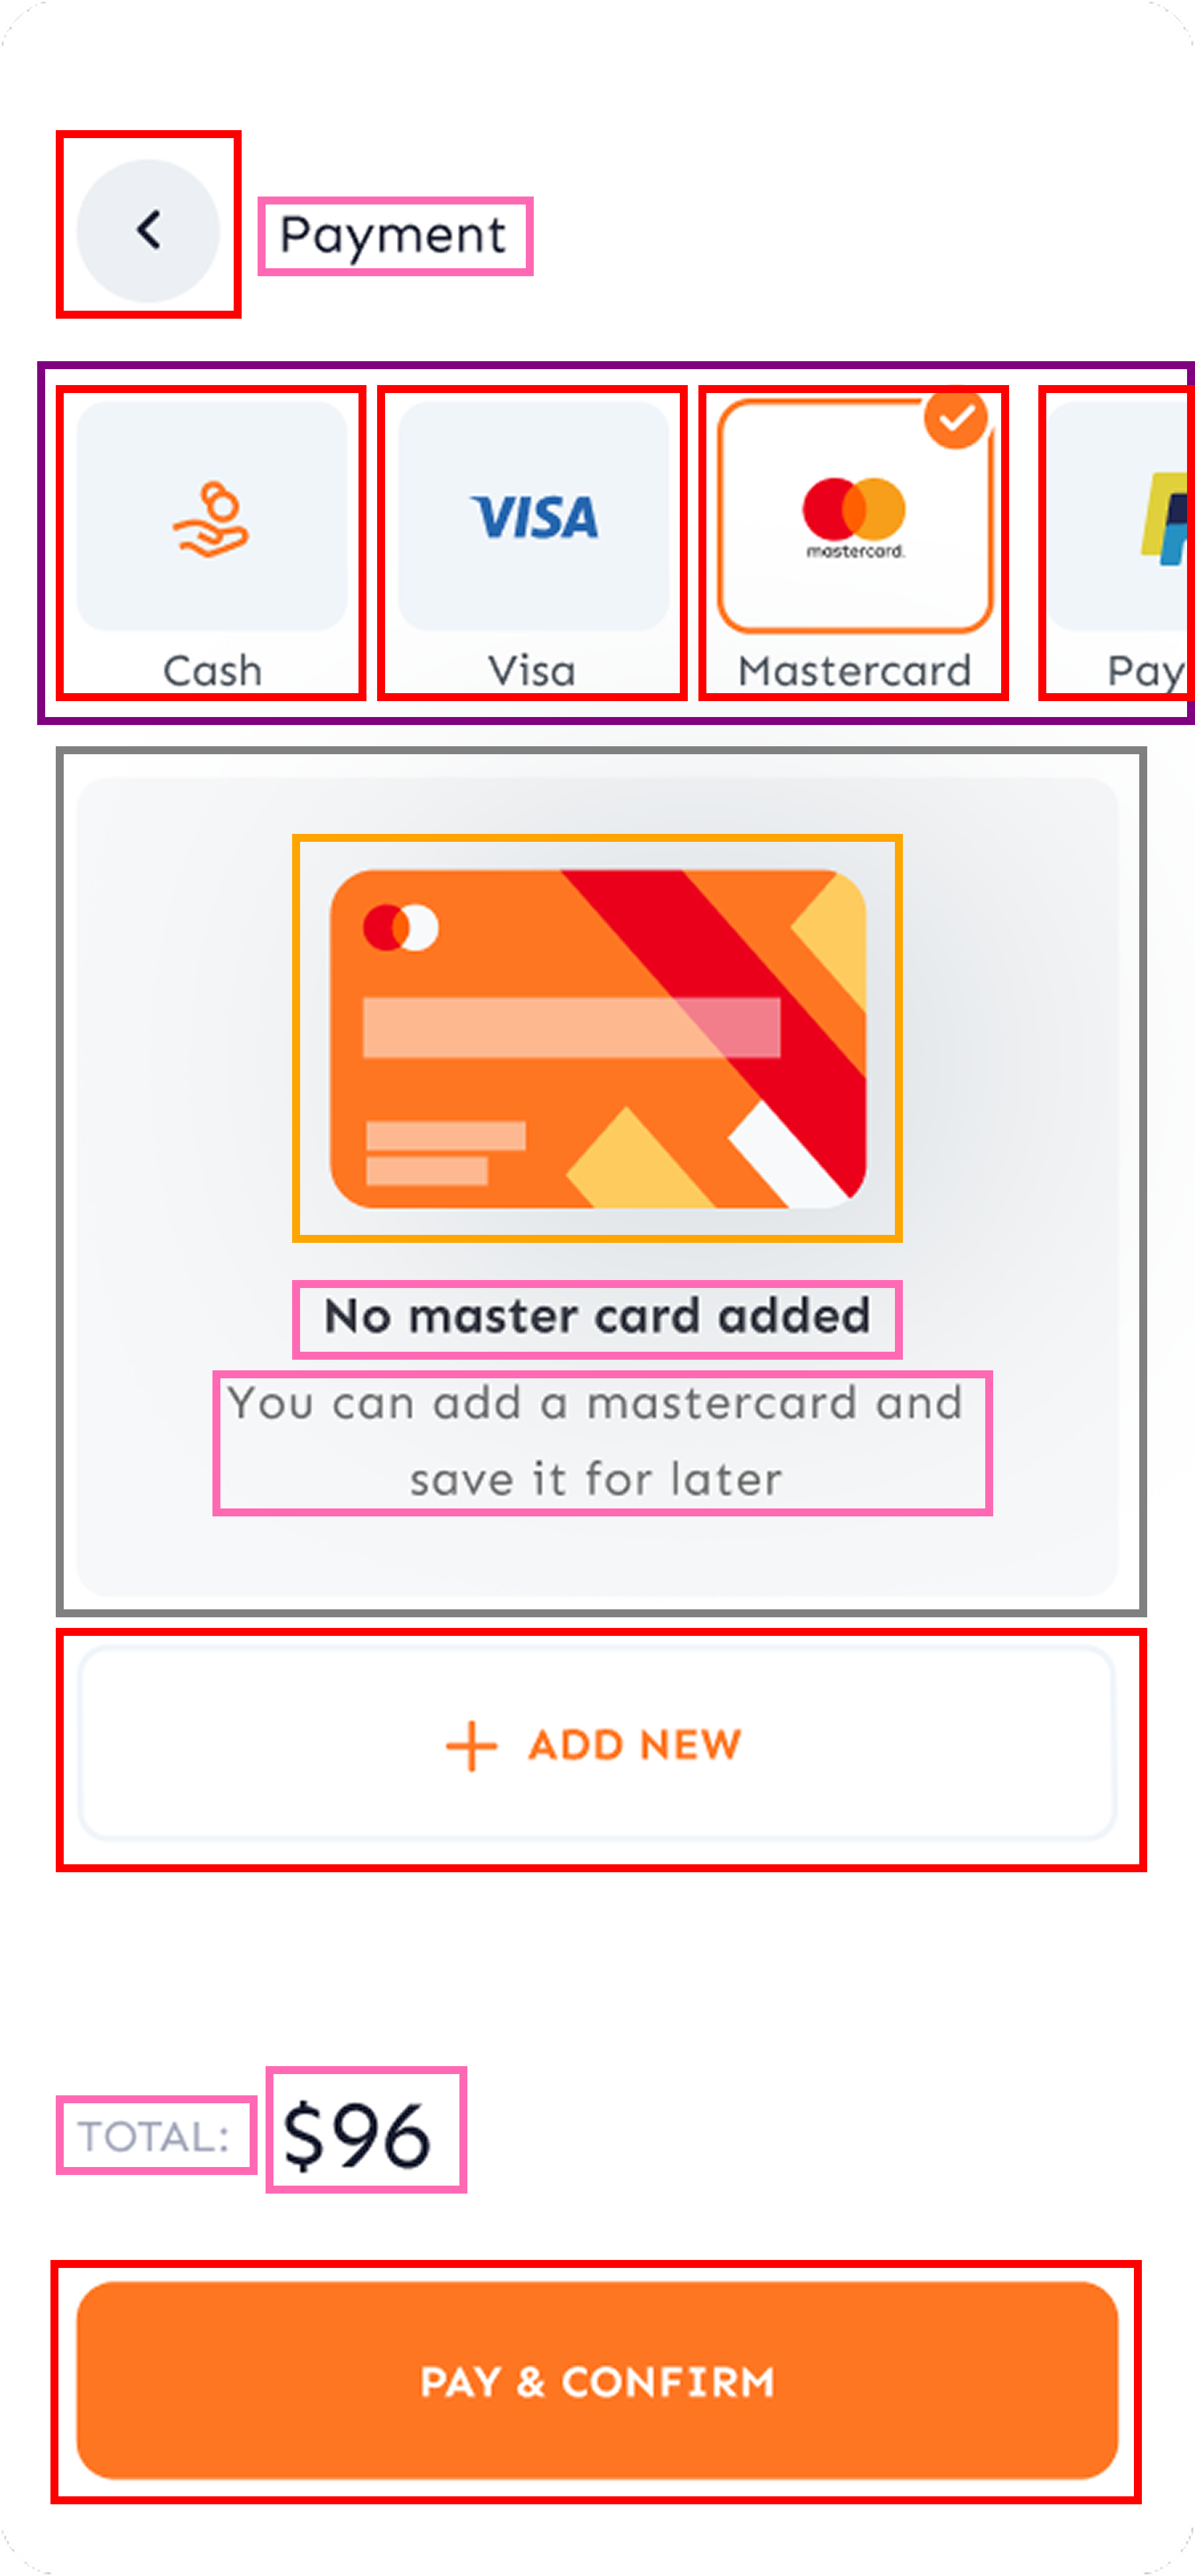 Payment
VISA
mastercard.
Cash
Visa
Mastercard
Pay
No master card added
You can add a mastercard and
save it for later
ADD NEW
TOTAL:
$96
PAY & CONFIRM